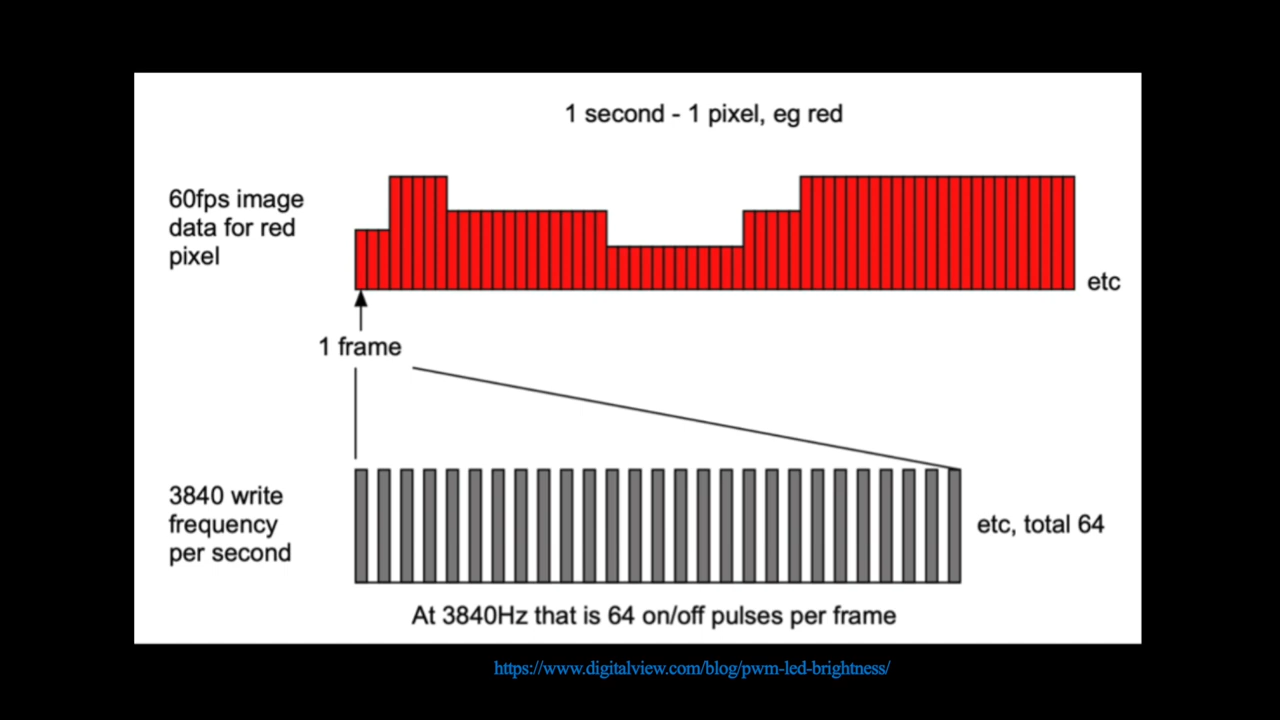 1 second - 1 pixel, eg red
60fps image
data for red
pixel
etc
1 frame
3840 write
frequency
per second
etc, total 64
At 3840Hz that is 64 on/off pulses per frame
https://www.digitalview.com/blog/pwm-led-brightness/